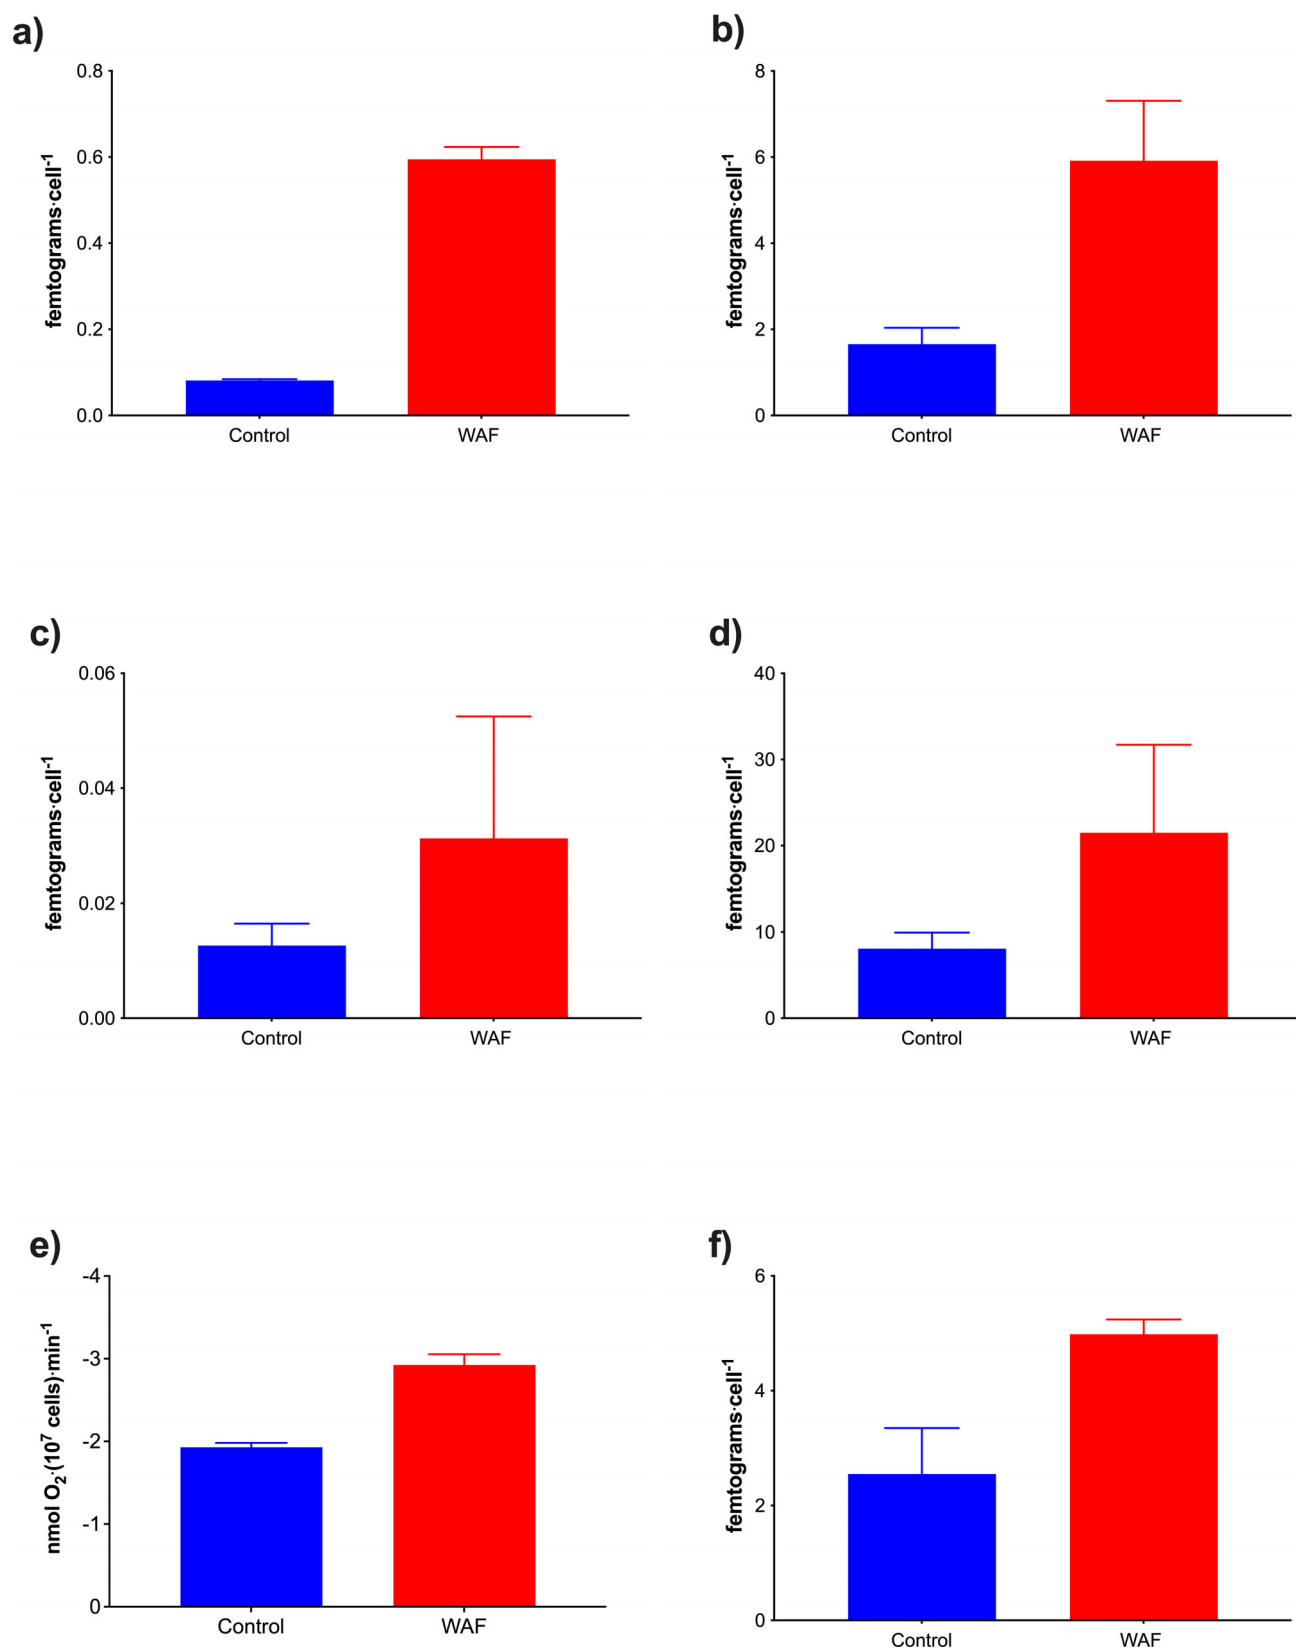 a)
0.8
0.6
0.4
0.2
0.0
femtograms·cell-1
Control
WAF
b)
8
6
4
2
0
femtograms·cell-1
Control
WAF
c)
0.06
0.04
0.02
0.00
femtograms·cell-1
Control
WAF
d)
40
30
20
10
0
femtograms·cell-1
Control
WAF
e)
-4
-3
-2
-1
0
nmol O2·(107 cells)·min-1
Control
WAF
f)
6
4
2
0
femtograms·cell-1
Control
WAF